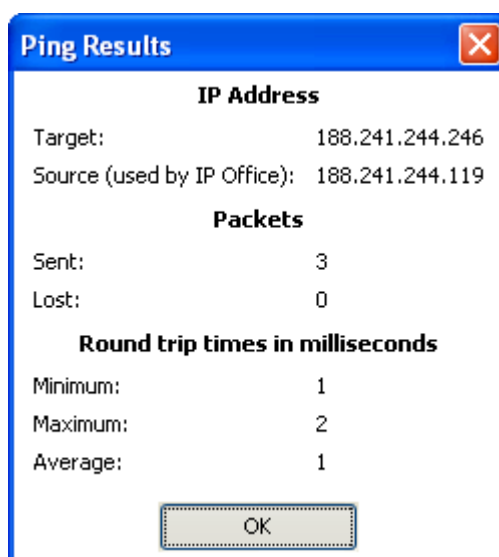 Ping Results
IP Address
Target: 188.241.244.246
Source (used by IP Office): 188.241.244.119
Packets
Sent: 3
Lost: 0
Round trip times in milliseconds
Minimum: 1
Maximum: 2
Average: 1
OK